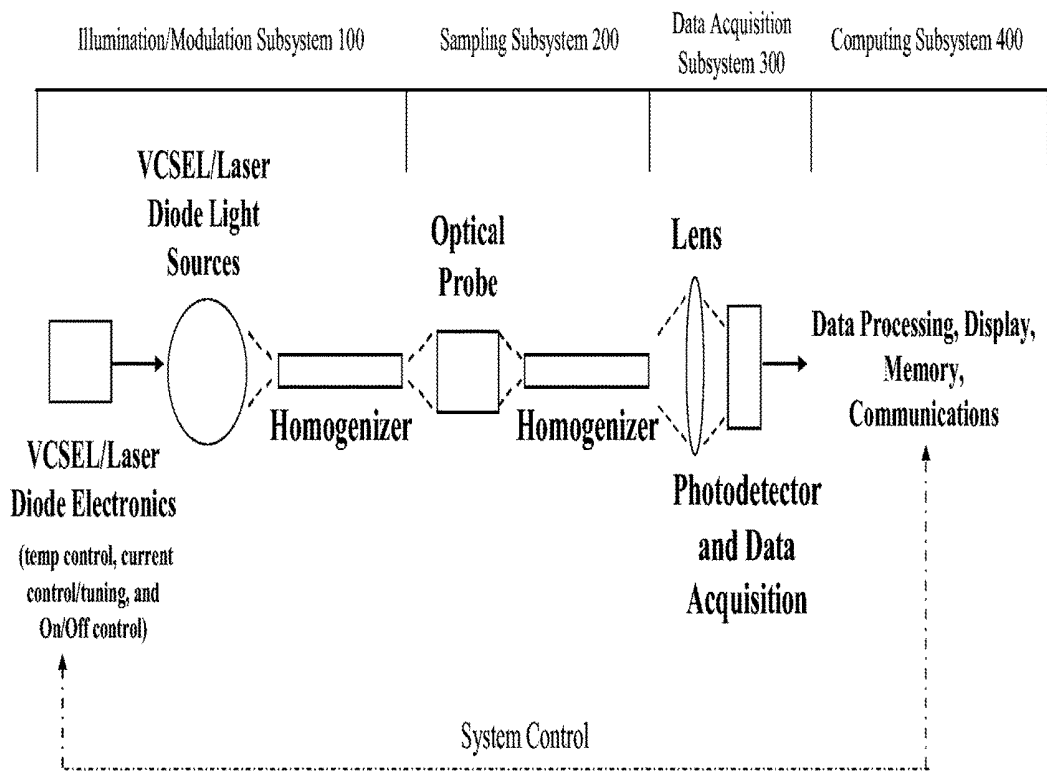 Illumination/Modulation Subsystem 100
Sampling Subsystem 200
Data Acquisition
Subsystem 300
Computing Subsystem 400
VCSEL/Laser
Diode Light
Sources
Optical
Probe
Lens
Data Processing, Display,
Memory,
Communications
Homogenizer
Homogenizer
VCSEL/Laser
Diode Electronics
(temp control, current
control/tuning, and
On/Off control)
Photodetector
and Data
Acquisition
System Control